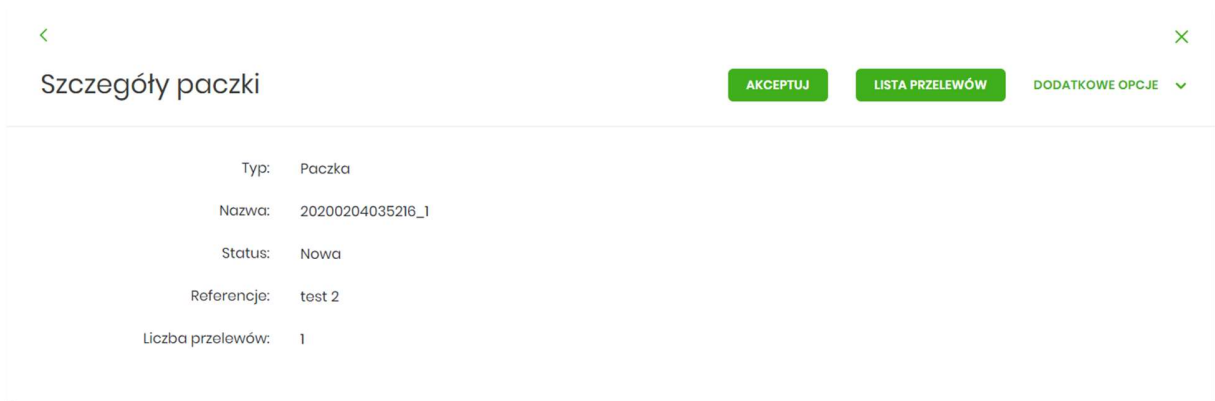 Szczegóły paczki
AKCEPTUJ
LISTA PRZELEWÓW
DODATKOWE OPCJE
Typ: Paczka
Nazwa: 20200204035216_1
Status: Nowa
Referencje: test 2
Liczba przelewów: 1